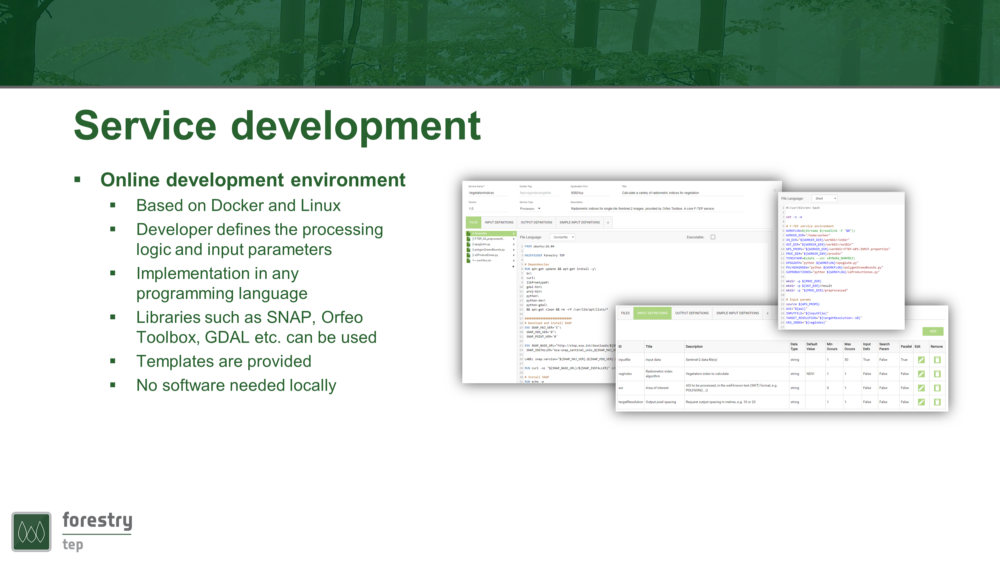 Service development
Online development environment
Based on Docker and Linux
Developer defines the processing
logic and input parameters
Implementation in any
programming language
Libraries such as SNAP, Orfeo
Toolbox, GDAL etc. can be used
Templates are provided
No software needed locally
Service Name * Docker Tag Application Port Title
VegetationIndices ftep/vegindexsingletile 8080/tcp Calculate a variety of radiometric indices for vegetation
Version Service Type Description
1.0 Processor Radiometric indices for single-tile Sentinel-2 images, provided by Orfeo Toolbox. A core F-TEP service.
FILES INPUT DEFINITIONS OUTPUT DEFINITIONS SIMPLE INPUT DEFINITIONS x
Dockerfile x
F-TEP_S2_preprocessN... x
epsg2utm.py x
polygon2nsewBounds.py x
s2ProductZones.py x
workflow.sh x
+
File Language: Dockerfile Executable:
1 FROM ubuntu:16.04
2
3 MAINTAINER Forestry TEP
4
5 # Dependencies
6 RUN apt-get update && apt-get install -y\
7 bc\
8 curl\
9 libfreetype6\
10 gdal-bin\
11 proj-bin\
12 python\
13 python-dev\
14 python-gdal\
15 && apt-get clean && rm -rf /var/lib/apt/lists/*
16
17 ###########################
18 # Download and install SNAP
19 ENV SNAP_MAJ_VER='5'\
20 SNAP_MIN_VER='0'\
21 SNAP_POINT_VER='0'
22
23 ENV SNAP_BASE_URL="http://step.esa.int/downloads/${S
24 SNAP_INSTALLER="esa-snap_sentinel_unix_${SNAP_MAJ_V
25
26 LABEL snap.version="${SNAP_MAJ_VER}.${SNAP_MIN_VER}.
27
28 RUN curl -sL "${SNAP_BASE_URL}/${SNAP_INSTALLER}" >/
29
30 # Install SNAP
31 RUN echo -e
File Language: Shell
1 #!/usr/bin/env bash
2
3 set -x -e
4
5 # F-TEP service environment
6 WORKFLOW=$(dirname $(readlink -f "$0"))
7 WORKER_DIR="/home/worker"
8 IN_DIR="${WORKER_DIR}/workDir/inDir"
9 OUT_DIR="${WORKER_DIR}/workDir/outDir"
10 WPS_PROPS="${WORKER_DIR}/workDir/FTEP-WPS-INPUT.properties"
11 PROC_DIR="${WORKER_DIR}/procDir"
12 TIMESTAMP=$(date --utc +%Y%m%d_%H%M%SZ)
13 EPSG2UTM="python ${WORKFLOW}/epsg2utm.py"
14 POLYGON2NSEW="python ${WORKFLOW}/polygon2nsewBounds.py"
15 S2PRODUCTZONES="python ${WORKFLOW}/s2ProductZones.py"
16
17 mkdir -p ${PROC_DIR}
18 mkdir -p ${OUT_DIR}/result
19 mkdir -p "${PROC_DIR}/preprocessed"
20
21 # Input params
22 source ${WPS_PROPS}
23 AOI="${aoi}"
24 INPUTFILE="${inputfile}"
25 TARGET_RESOLUTION="${targetResolution:-10}"
26 VEG_INDEX="${vegIndex}"
27
FILES INPUT DEFINITIONS OUTPUT DEFINITIONS SIMPLE INPUT DEFINITIONS x
ADD
ID Title Description Data Type Default Value Min Occurs Max Occurs Input Defs Search Param Parallel Edit Remove
inputfile Input data Sentinel-2 data file(s) string 1 50 True False True
vegIndex Radiometric index algorithm Vegetation index to calculate string NDVI 1 1 False False False
aoi Area of interest AOI to be processed, in the well-known text (WKT) format, e.g. POLYGON((...)) string 0 1 False False False
targetResolution Output pixel spacing Request output spacing in metres, e.g. 10 or 20 string 1 1 False False False
forestry
tep